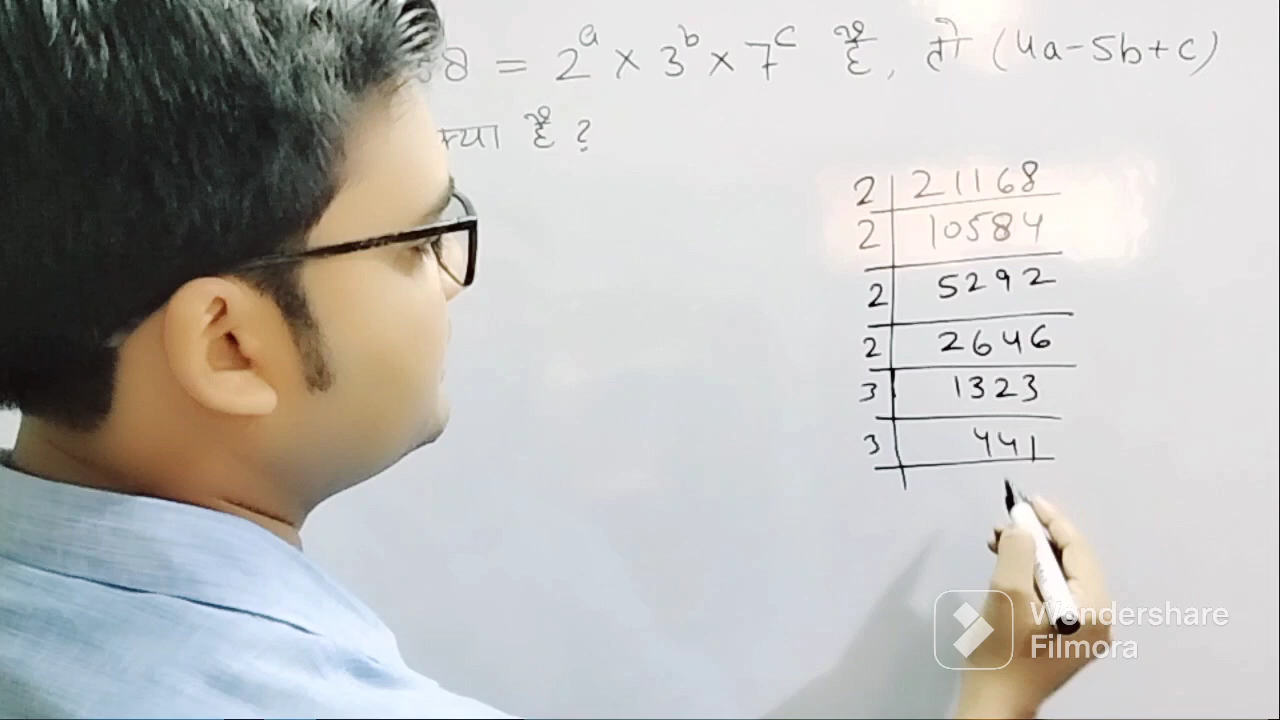 8 = 2^a × 3^b × 7^c है, तो (4a-5b+c)
क्या है ?
2 | 21168
2 | 10584
2 | 5292
2 | 2646
3 | 1323
3 | 441
Wondershare
Filmora